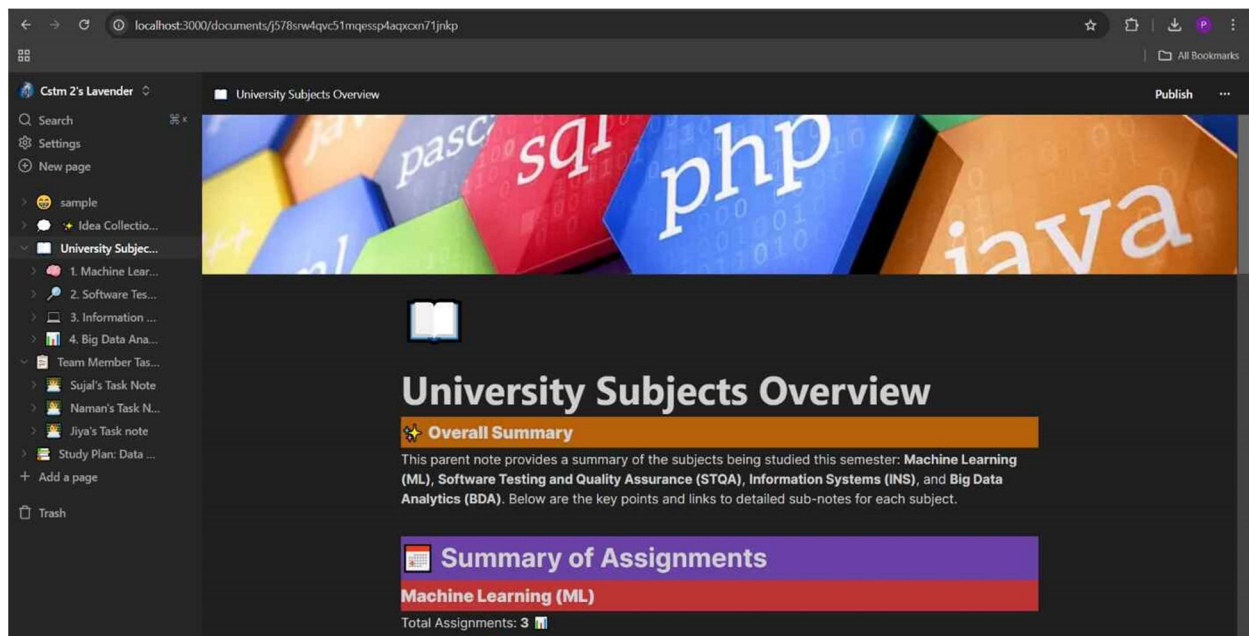 localhost:3000/documents/j578srw4qvc51mqessp4aqxcxn71jnkp
P
All Bookmarks
Cstm 2's Lavender
Search ⌘K
Settings
New page
sample
✨ Idea Collectio...
University Subjec...
1. Machine Lear...
2. Software Tes...
3. Information ...
4. Big Data Ana...
Team Member Tas...
Sujal's Task Note
Naman's Task N...
Jiya's Task note
Study Plan: Data ...
Add a page
Trash
University Subjects Overview
Publish
pasc
sql
php
java
University Subjects Overview
✨ Overall Summary
This parent note provides a summary of the subjects being studied this semester: Machine Learning
(ML), Software Testing and Quality Assurance (STQA), Information Systems (INS), and Big Data
Analytics (BDA). Below are the key points and links to detailed sub-notes for each subject.
Summary of Assignments
Machine Learning (ML)
Total Assignments: 3